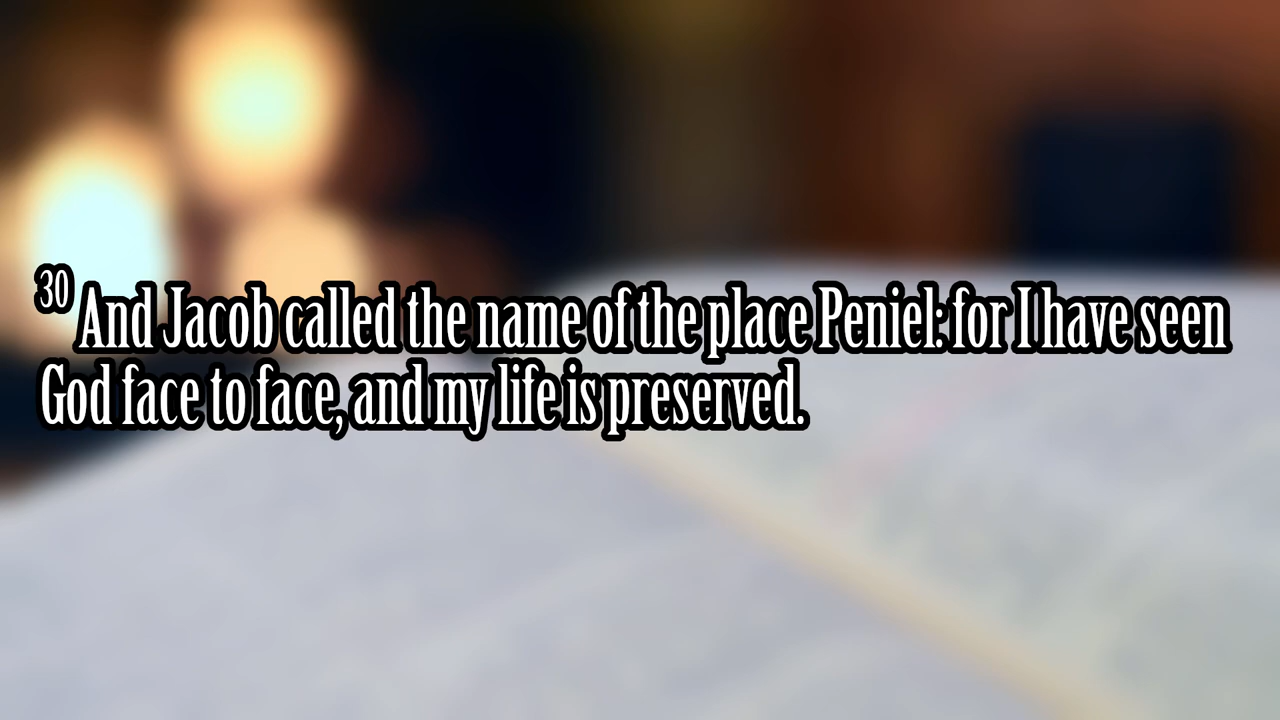 30 And Jacob called the name of the place Peniel: for I have seen
God face to face, and my life is preserved.